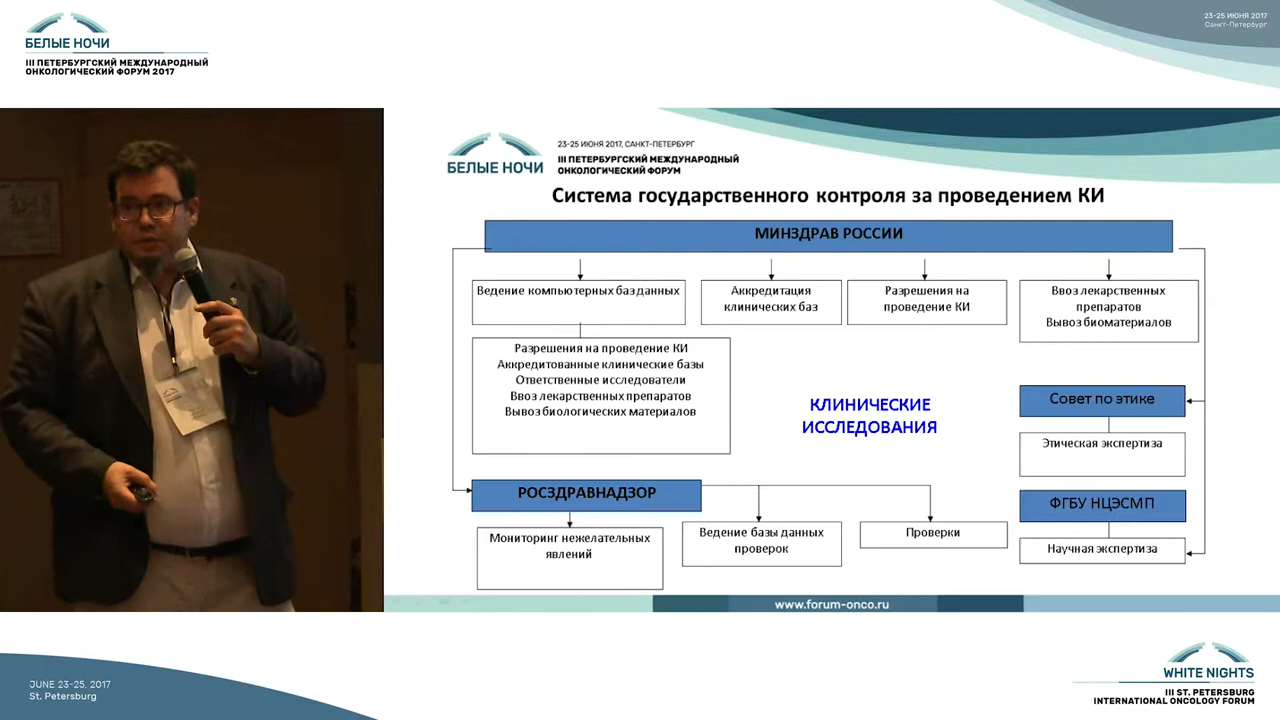 БЕЛЫЕ НОЧИ
III ПЕТЕРБУРГСКИЙ МЕЖДУНАРОДНЫЙ
ОНКОЛОГИЧЕСКИЙ ФОРУМ 2017
23-25 ИЮНЯ 2017
Санкт-Петербург
БЕЛЫЕ НОЧИ
23-25 ИЮНЯ 2017, САНКТ-ПЕТЕРБУРГ
III ПЕТЕРБУРГСКИЙ МЕЖДУНАРОДНЫЙ
ОНКОЛОГИЧЕСКИЙ ФОРУМ
Система государственного контроля за проведением КИ
МИНЗДРАВ РОССИИ
Ведение компьютерных баз данных
Аккредитация
клинических баз
Разрешения на
проведение КИ
Ввоз лекарственных
препаратов
Вывоз биоматериалов
Разрешения на проведение КИ
Аккредитованные клинические базы
Ответственные исследователи
Ввоз лекарственных препаратов
Вывоз биологических материалов
КЛИНИЧЕСКИЕ
ИССЛЕДОВАНИЯ
Совет по этике
Этическая экспертиза
РОСЗДРАВНАДЗОР
ФГБУ НЦЭСМП
Мониторинг нежелательных
явлений
Ведение базы данных
проверок
Проверки
Научная экспертиза
www.forum-onco.ru
JUNE 23-25, 2017
St. Petersburg
WHITE NIGHTS
III ST. PETERSBURG
INTERNATIONAL ONCOLOGY FORUM